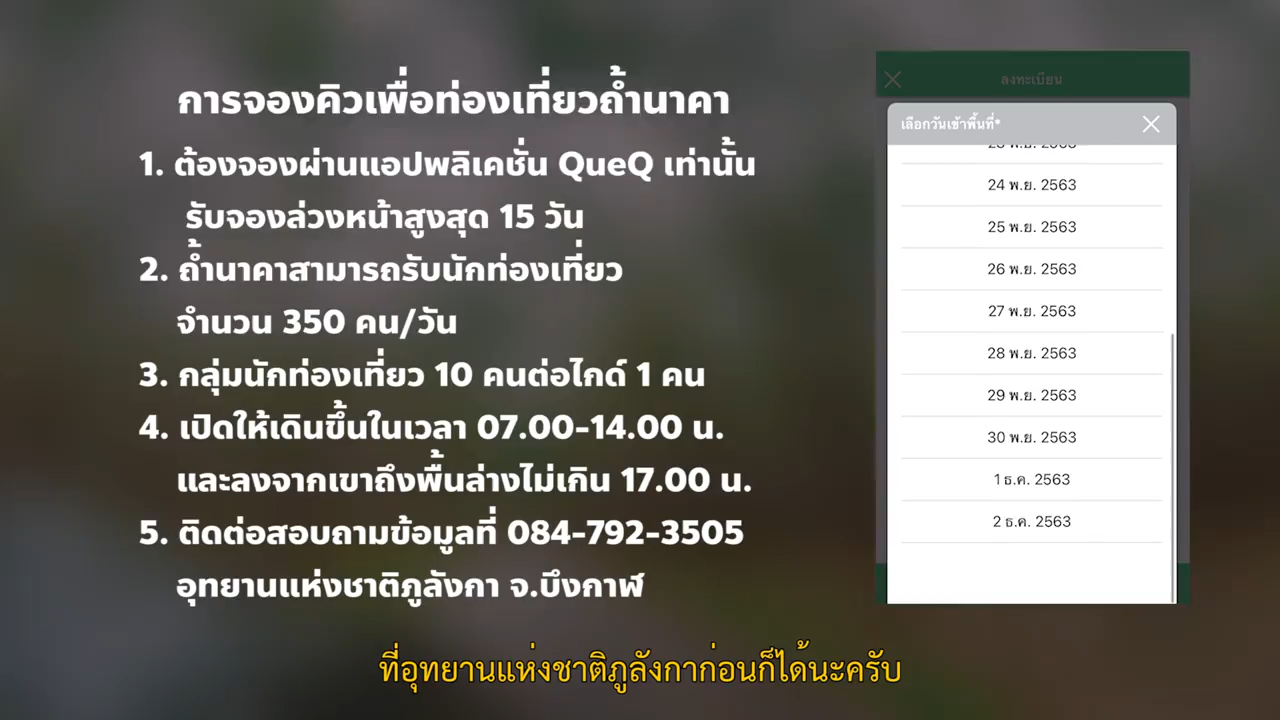 การจองคิวเพื่อท่องเที่ยวถ้ำนาคา
1. ต้องจองผ่านแอปพลิเคชั่น QueQ เท่านั้น
รับจองล่วงหน้าสูงสุด 15 วัน
2. ถ้ำนาคาสามารถรับนักท่องเที่ยว
จำนวน 350 คน/วัน
3. กลุ่มนักท่องเที่ยว 10 คนต่อไกด์ 1 คน
4. เปิดให้เดินขึ้นในเวลา 07.00-14.00 น.
และลงจากเขาถึงพื้นล่างไม่เกิน 17.00 น.
5. ติดต่อสอบถามข้อมูลที่ 084-792-3505
อุทยานแห่งชาติภูลังกา จ.บึงกาฬ
ลงทะเบียน
เลือกวันเข้าพื้นที่*
23 พ.ย. 2563
24 พ.ย. 2563
25 พ.ย. 2563
26 พ.ย. 2563
27 พ.ย. 2563
28 พ.ย. 2563
29 พ.ย. 2563
30 พ.ย. 2563
1 ธ.ค. 2563
2 ธ.ค. 2563
ที่อุทยานแห่งชาติภูลังกาก่อนก็ได้นะครับ